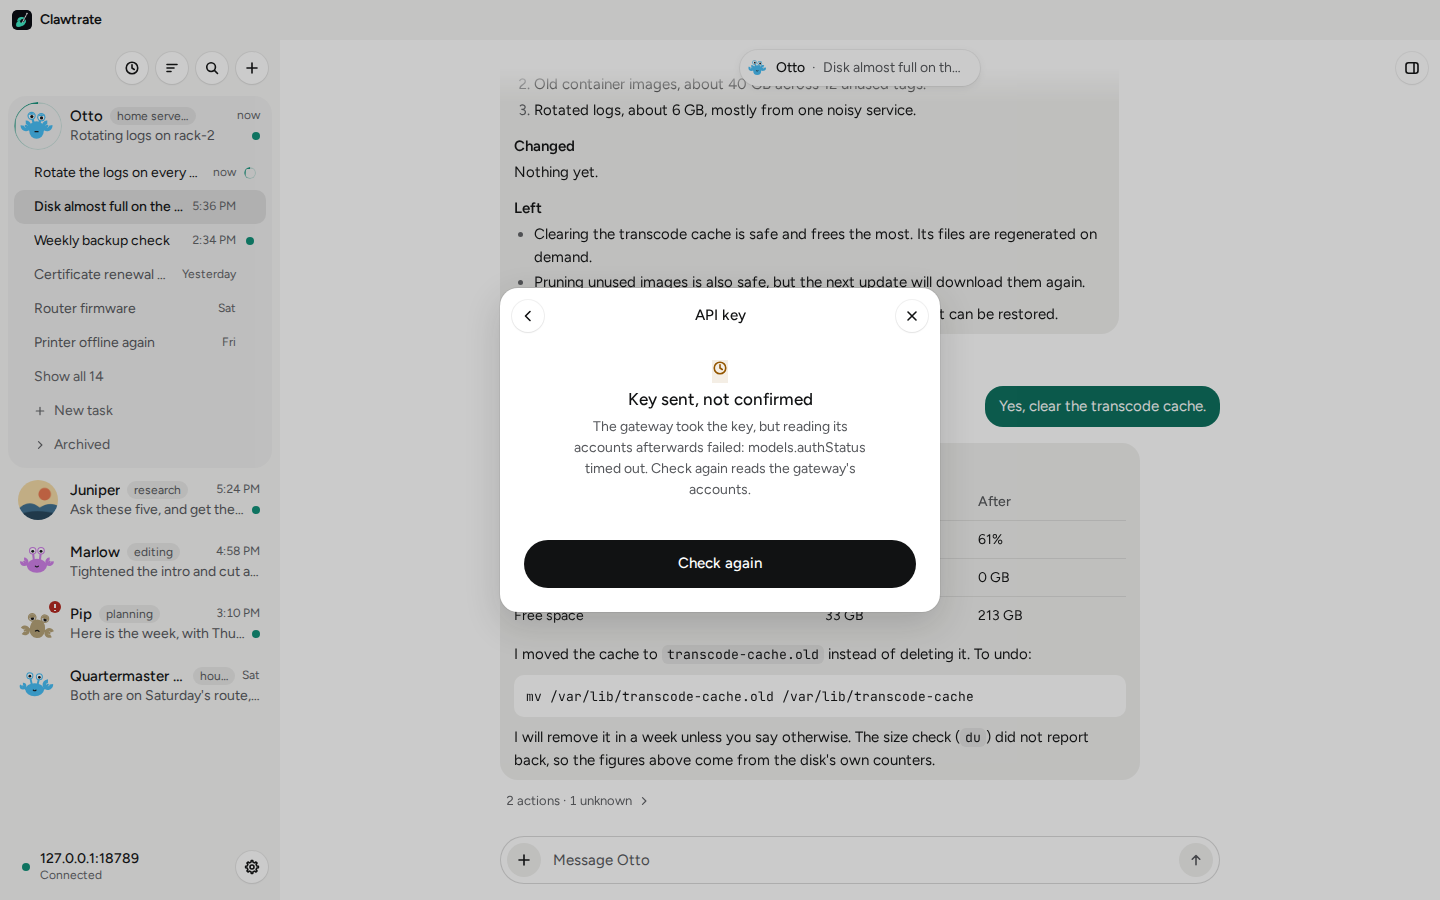 Clawtrate
Otto home serve... now
Rotating logs on rack-2
Rotate the logs on every ... now
Disk almost full on the ... 5:36 PM
Weekly backup check 2:34 PM
Certificate renewal ... Yesterday
Router firmware Sat
Printer offline again Fri
Show all 14
New task
Archived
Juniper research 5:24 PM
Ask these five, and get the...
Marlow editing 4:58 PM
Tightened the intro and cut a...
Pip planning 3:10 PM
Here is the week, with Thu...
Quartermaster ... hou... Sat
Both are on Saturday's route,...
127.0.0.1:18789
Connected
Otto · Disk almost full on th...
2. Old container images, about 40 GB across 12 unused tags.
3. Rotated logs, about 6 GB, mostly from one noisy service.
Changed
Nothing yet.
Left
• Clearing the transcode cache is safe and frees the most. Its files are regenerated on
demand.
• Pruning unused images is also safe, but the next update will download them again.
t can be restored.
Yes, clear the transcode cache.
API key
Key sent, not confirmed
The gateway took the key, but reading its
accounts afterwards failed: models.authStatus
timed out. Check again reads the gateway's
accounts.
Check again
After
61%
0 GB
Free space 33 GB 213 GB
I moved the cache to transcode-cache.old instead of deleting it. To undo:
mv /var/lib/transcode-cache.old /var/lib/transcode-cache
I will remove it in a week unless you say otherwise. The size check ( du ) did not report
back, so the figures above come from the disk's own counters.
2 actions · 1 unknown
Message Otto